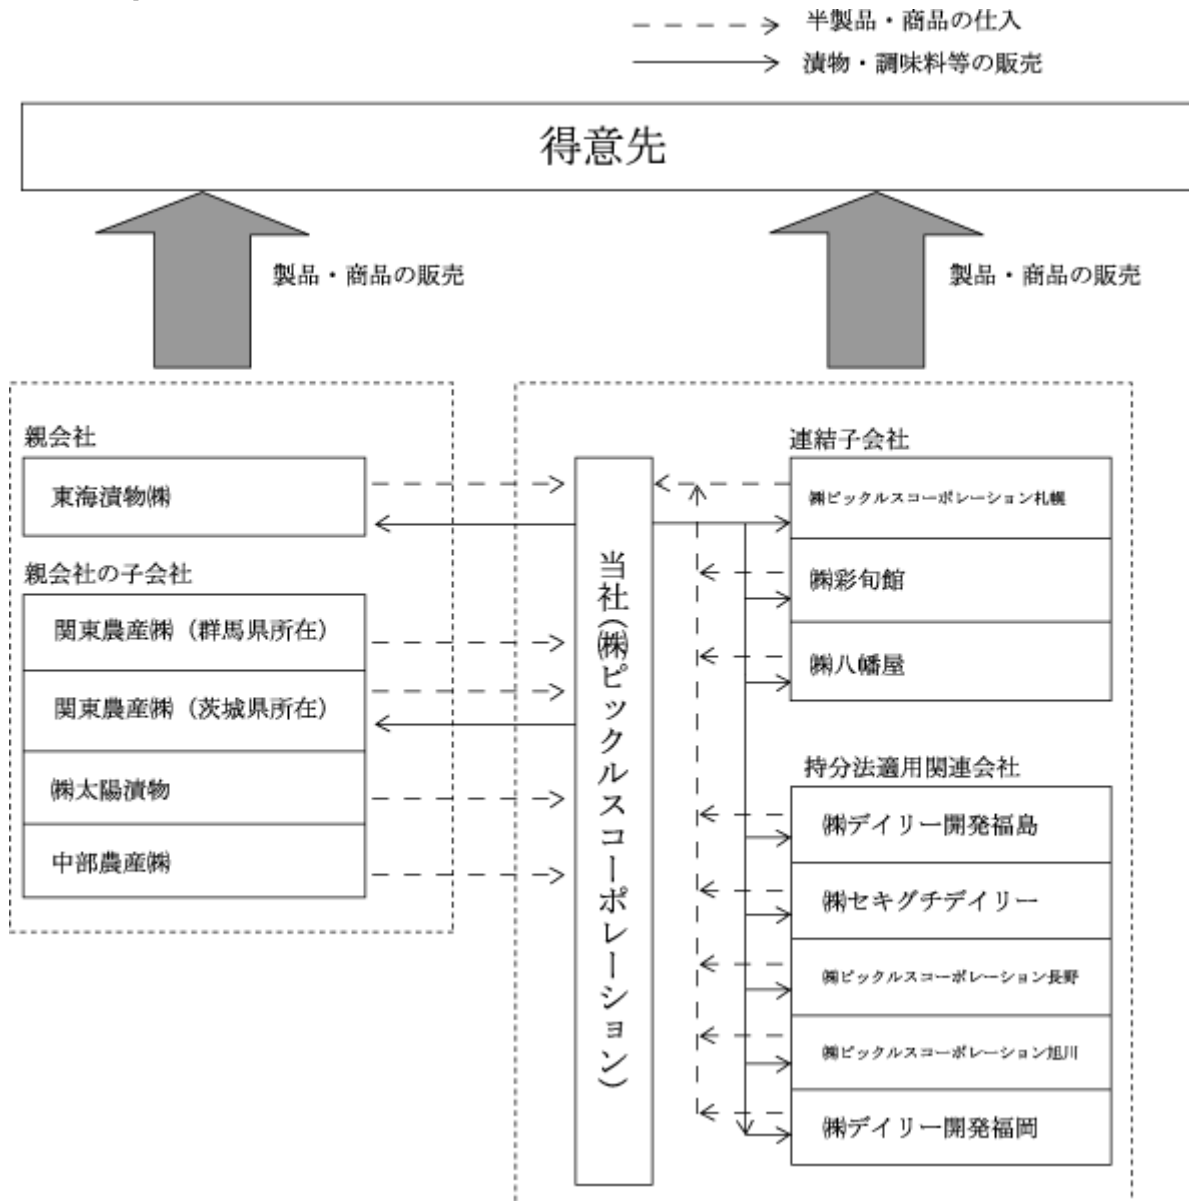 半製品・商品の仕入
漬物・調味料等の販売
得意先
製品・商品の販売
製品・商品の販売
親会社
東海漬物㈱
親会社の子会社
関東農産㈱（群馬県所在）
関東農産㈱（茨城県所在）
㈱太陽漬物
中部農産㈱
当社（㈱ピックルスコーポレーション）
連結子会社
㈱ピックルスコーポレーション札幌
㈱彩旬館
㈱八幡屋
持分法適用関連会社
㈱デイリー開発福島
㈱セキグチデイリー
㈱ピックルスコーポレーション長野
㈱ピックルスコーポレーション旭川
㈱デイリー開発福岡